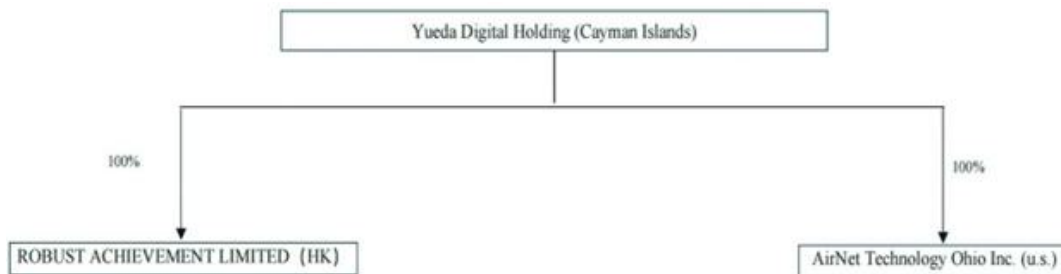 Yueda Digital Holding (Cayman Islands)
100%
100%
ROBUST ACHIEVEMENT LIMITED (HK)
AirNet Technology Ohio Inc. (u.s.)